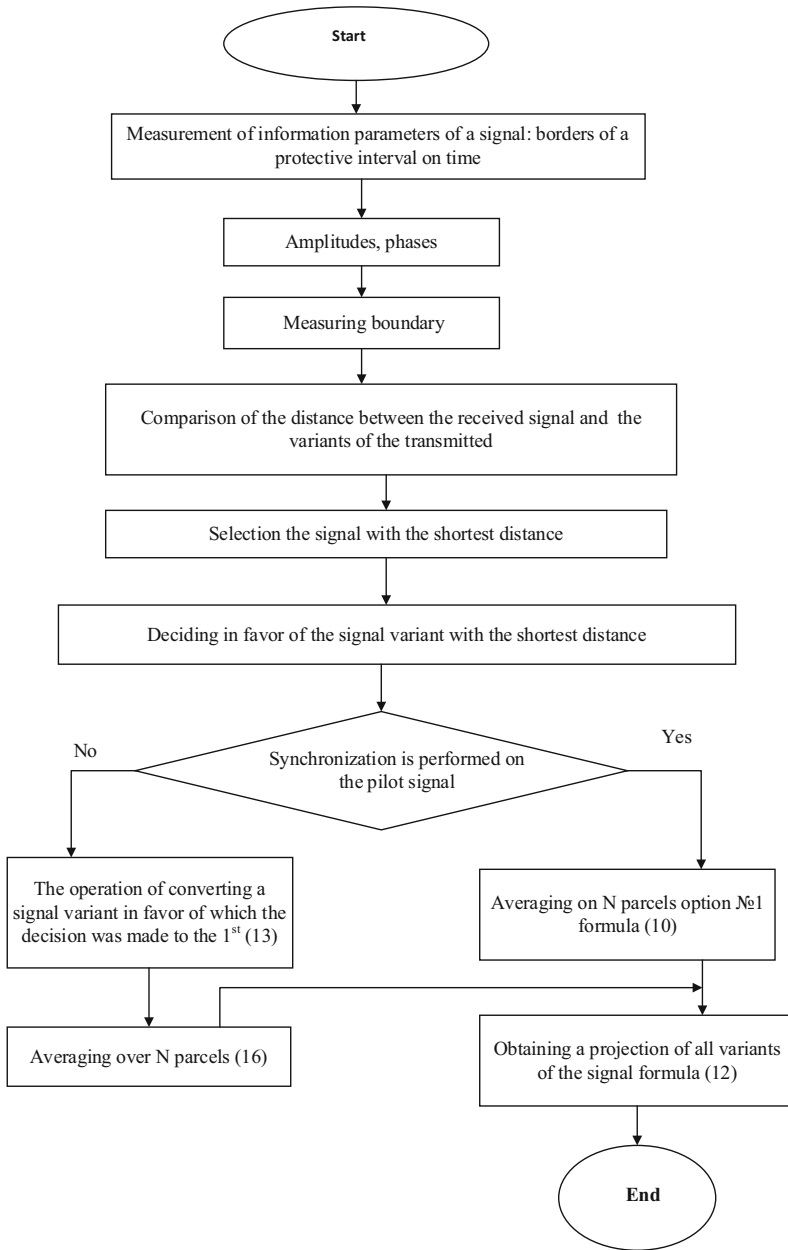 Start
Measurement of information parameters of a signal: borders of a
protective interval on time
Amplitudes, phases
Measuring boundary
Comparison of the distance between the received signal and the
variants of the transmitted
Selection the signal with the shortest distance
Deciding in favor of the signal variant with the shortest distance
No
Yes
Synchronization is performed on
the pilot signal
The operation of converting a
signal variant in favor of which the
decision was made to the 1st (13)
Averaging on N parcels option №1
formula (10)
Averaging over N parcels (16)
Obtaining a projection of all variants
of the signal formula (12)
End